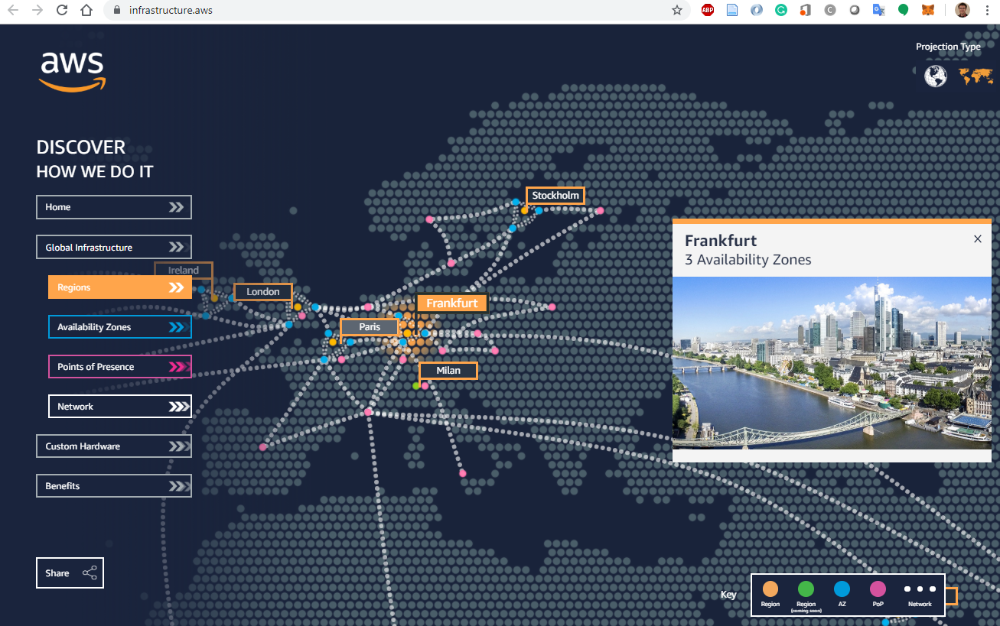 infrastructure.aws
ABP
G
C
G
aws
Projection Type
DISCOVER
HOW WE DO IT
Home
Global Infrastructure
Regions
Availability Zones
Points of Presence
Network
Custom Hardware
Benefits
Share
Stockholm
Ireland
London
Frankfurt
Paris
Milan
Frankfurt
3 Availability Zones
Key
Region
Region
(coming soon)
AZ
PoP
Network